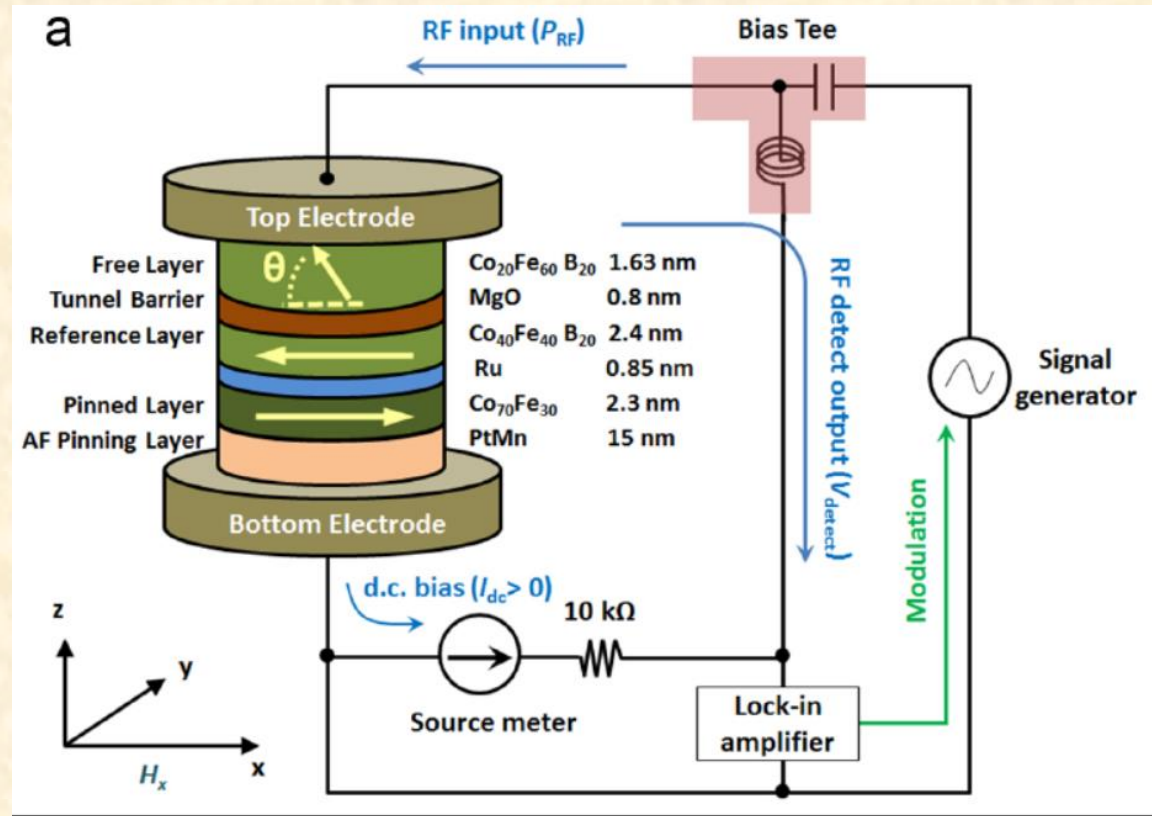 a
RF input (P_RF)
Bias Tee
Top Electrode
Free Layer
θ
Co₂₀Fe₆₀ B₂₀ 1.63 nm
Tunnel Barrier
MgO 0.8 nm
Reference Layer
Co₄₀Fe₄₀ B₂₀ 2.4 nm
Ru 0.85 nm
Pinned Layer
Co₇₀Fe₃₀ 2.3 nm
AF Pinning Layer
PtMn 15 nm
Bottom Electrode
RF detect output (V_detect)
Signal
generator
Modulation
d.c. bias (I_dc> 0)
10 kΩ
Source meter
Lock-in
amplifier
z
y
x
Hₓ